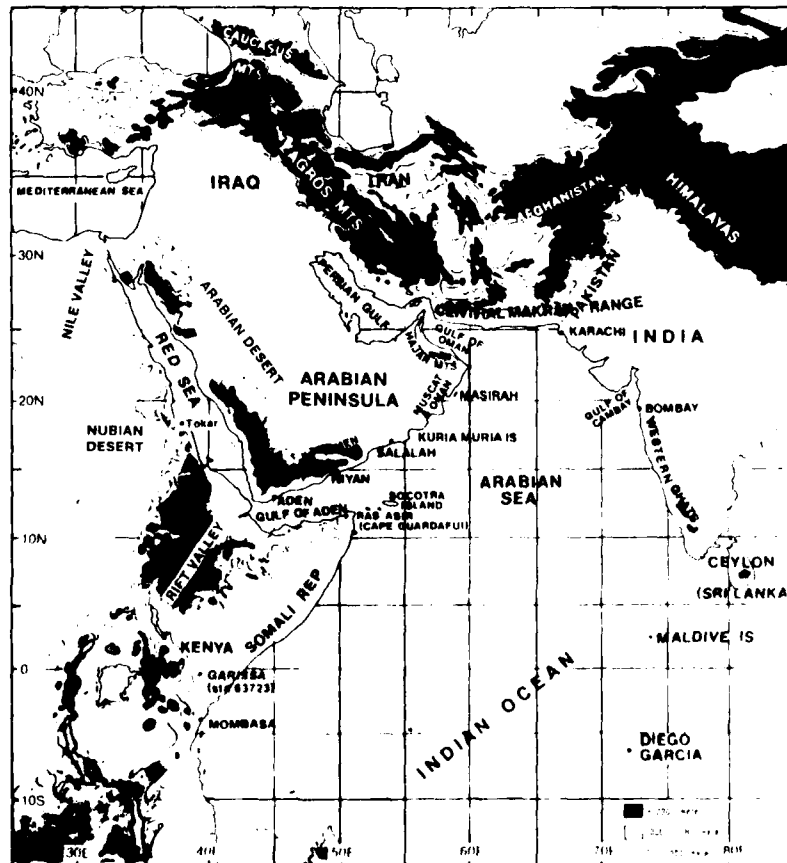 CAUCASUS
MTS
40N
ZAGROS MTS
IRAN
IRAQ
MEDITERRANEAN SEA
AFGHANISTAN
HIMALAYAS
30N
NILE VALLEY
ARABIAN DESERT
PERSIAN GULF
PAKISTAN
CENTRAL MAKRAN RANGE
KARACHI
INDIA
RED SEA
GULF OF
OMAN
HAJAR MTS
ARABIAN
PENINSULA
MUSCAT
OMAN
MASIRAH
GULF OF
CAMBAY
BOMBAY
20N
NUBIAN
DESERT
Tokar
KURIA MURIA IS
SALALAH
WESTERN GHATS
RIYAN
ARABIAN
SEA
ADEN
GULF OF ADEN
SOCOTRA
ISLAND
RAS ASIR
(CAPE GUARDAFUI)
10N
RIFT VALLEY
CEYLON
(SRI LANKA
SOMALI REP
KENYA
MALDIVE IS
0
GARISSA
(stn 63723)
MOMBASA
INDIAN OCEAN
DIEGO
GARCIA
10S
30E
40E
50E
60E
70E
80E